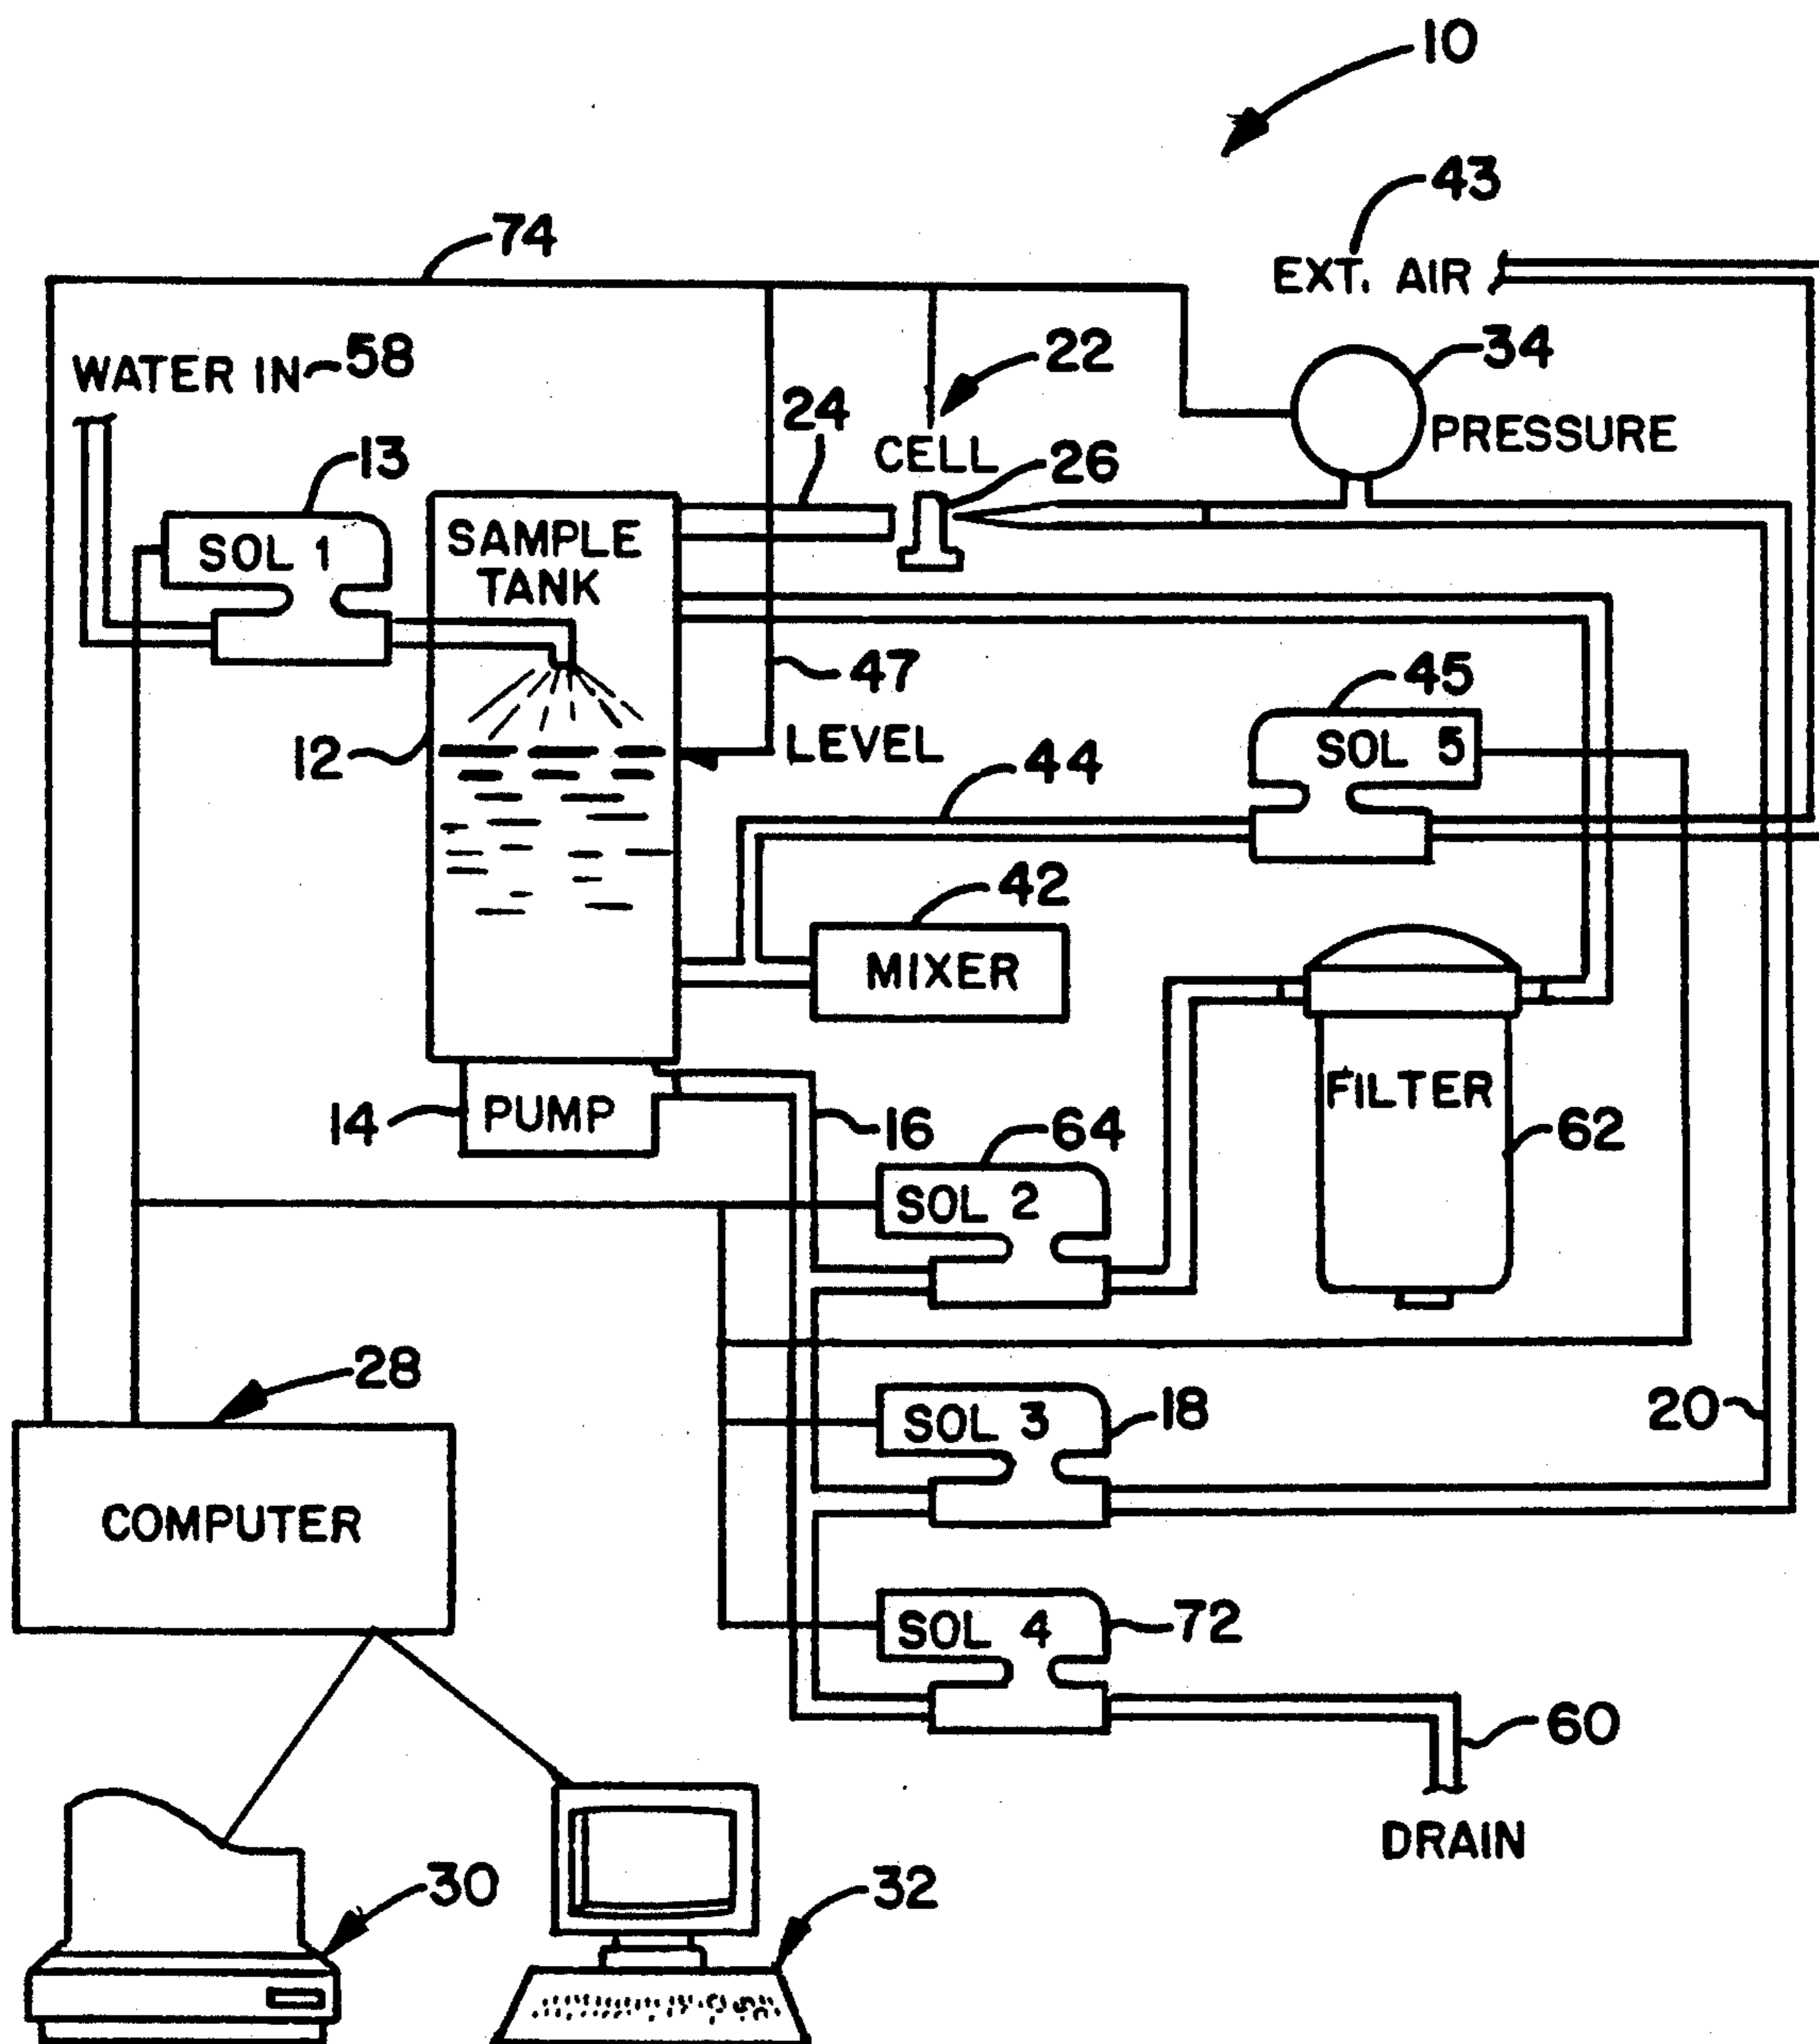 10
43
EXT. AIR
74
WATER IN 58
22
34
24
CELL
PRESSURE
13
26
SOL 1
SAMPLE
TANK
47
45
12
LEVEL
SOL 5
44
42
MIXER
14
PUMP
16
64
FILTER
62
SOL 2
28
SOL 3
18
20
COMPUTER
SOL 4
72
60
DRAIN
30
32